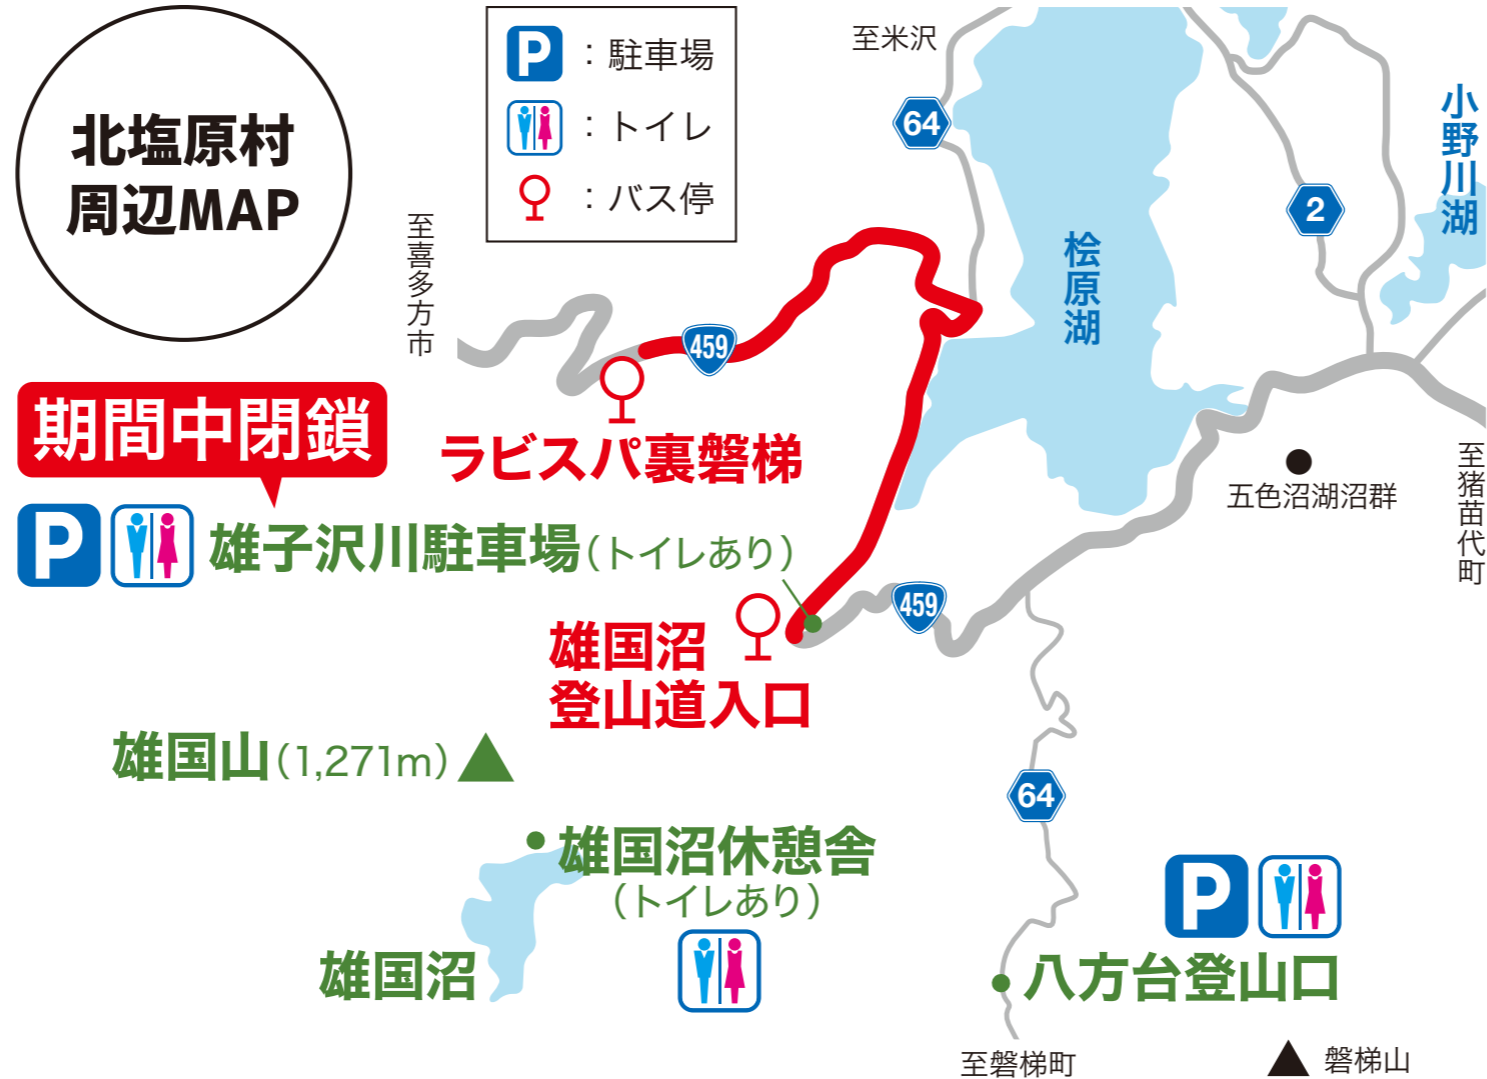 北塩原村
周辺MAP
P：駐車場
：トイレ
：バス停
至米沢
64
2
小野川湖
桧原湖
至喜多方市
459
ラビスパ裏磐梯
期間中閉鎖
P
雄子沢川駐車場（トイレあり）
五色沼湖沼群
至猪苗代町
459
雄国沼
登山道入口
雄国山（1,271m）
64
雄国沼休憩舎
（トイレあり）
雄国沼
P
八方台登山口
至磐梯町
磐梯山